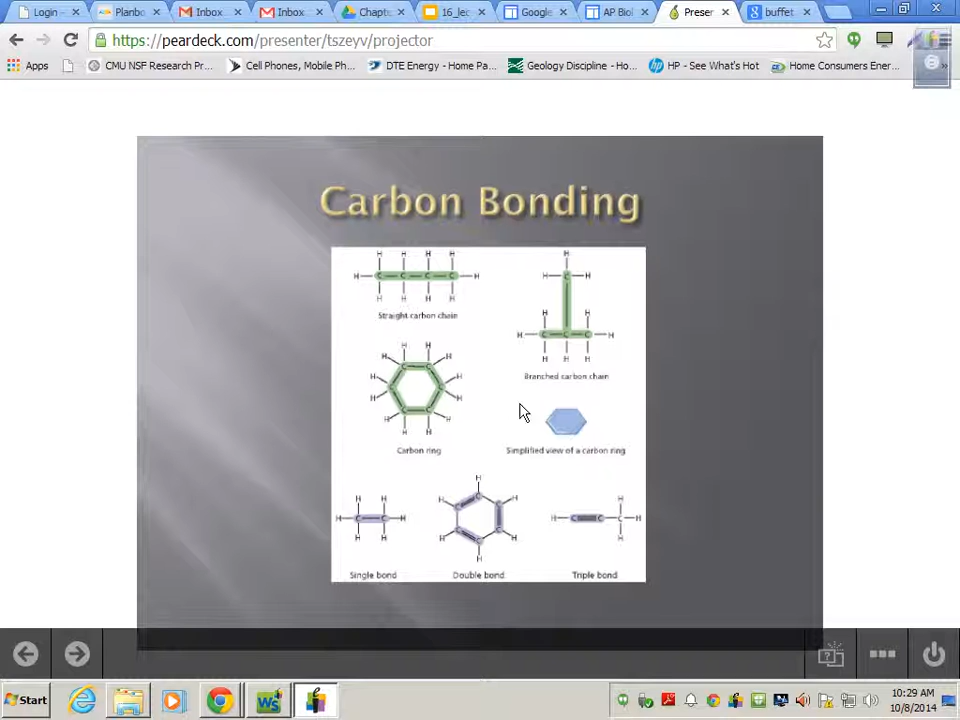 Login -
Planbo
Inbox
Inbox
Chapte
16_lec
Google
AP Biol
Preser
buffet
https://peardeck.com/presenter/tszeyv/projector
Apps
CMU NSF Research Pr...
Cell Phones, Mobile Ph...
DTE Energy - Home Pa...
Geology Discipline - Ho...
HP - See What's Hot
Home Consumers Ener...
»
Carbon Bonding
H H H H
H C C C C H
H H H H
Straight carbon chain
H
H C H
H H
H C C C H
H H H
Branched carbon chain
H H
H C C H
H C C H
H H
H C C H
H H
Carbon ring
Simplified view of a carbon ring
H H
H C C H
H H
Single bond
H
H C H
C C
C C
H C H
H
Double bond
H
H C C C H
H
Triple bond
Start
10:29 AM
10/8/2014